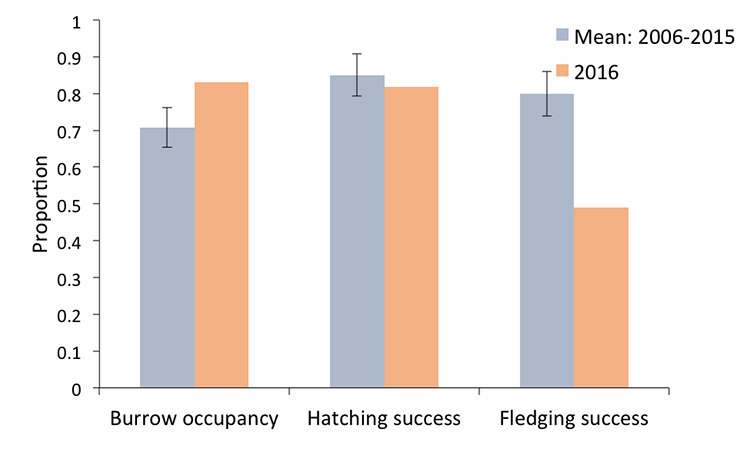 Mean: 2006-2015
2016
Proportion
1
0.9
0.8
0.7
0.6
0.5
0.4
0.3
0.2
0.1
0
Burrow occupancy
Hatching success
Fledging success